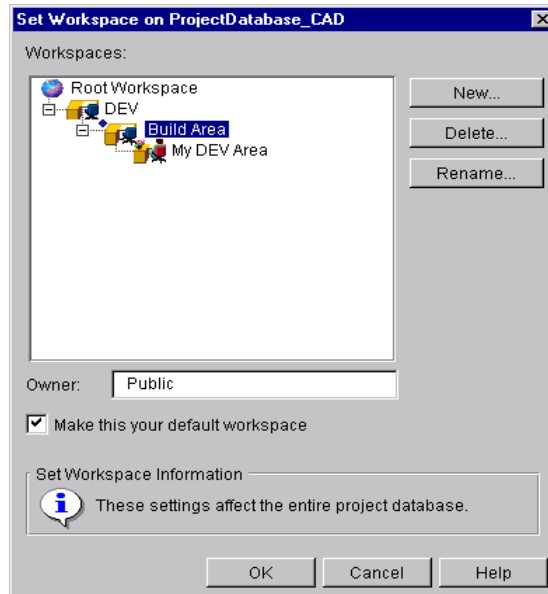 Set Workspace on ProjectDatabase_CAD
Workspaces:
Root Workspace
DEV
Build Area
My DEV Area
New...
Delete...
Rename...
Owner: Public
Make this your default workspace
Set Workspace Information
These settings affect the entire project database.
OK Cancel Help